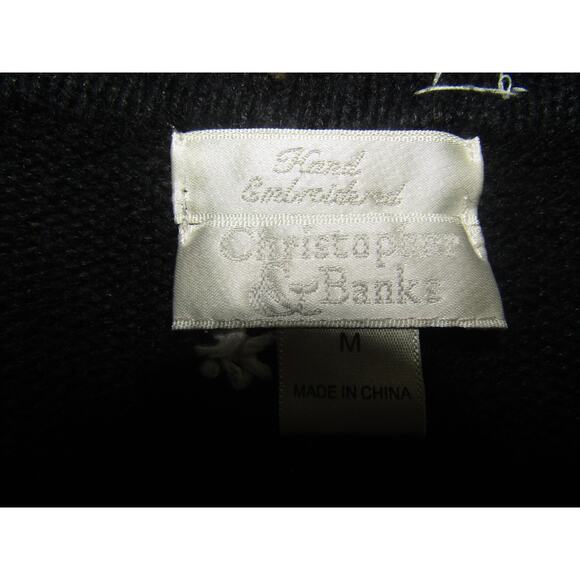 Hand
Embroidered
Christopher
& Banks
M
MADE IN CHINA